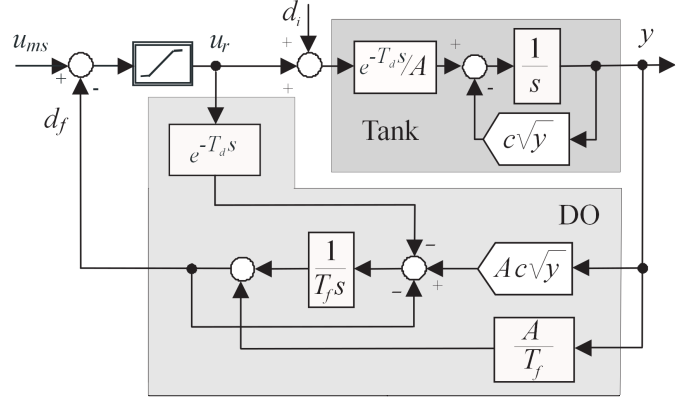 d_i
u_ms
u_r
y
+
-
+
+
e^{-T_d s}/A
+
-
1/s
d_f
Tank
c√y
e^{-T_d s}
DO
−
1/(T_f s)
−
+
Ac√y
A/T_f